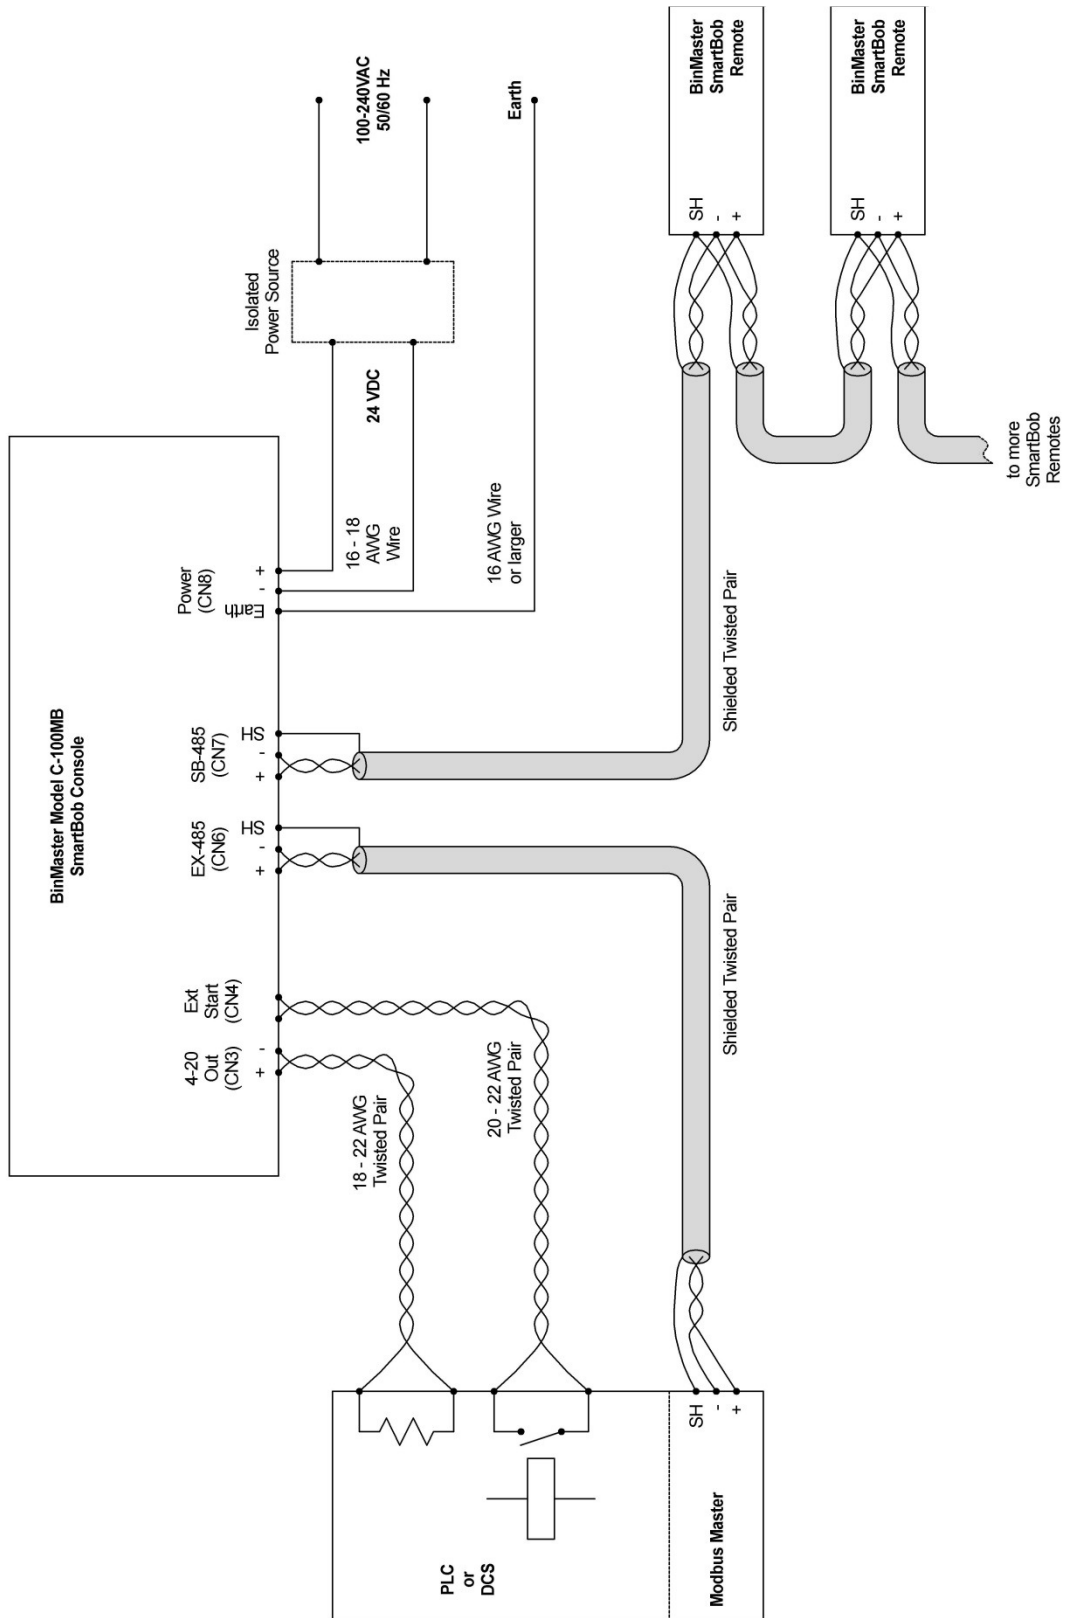 BinMaster Model C-100MB
SmartBob Console
4-20
Out
(CN3)
+
-
Ext
Start
(CN4)
EX-485
(CN6)
+
-
SH
SB-485
(CN7)
+
-
SH
Power
(CN8)
Earth
-
+
18 - 22 AWG
Twisted Pair
20 - 22 AWG
Twisted Pair
16 - 18
AWG
Wire
24 VDC
Isolated
Power Source
100-240VAC
50/60 Hz
16 AWG Wire
or larger
Earth
Shielded Twisted Pair
Shielded Twisted Pair
PLC
or
DCS
Modbus Master
SH
-
+
SH
-
+
BinMaster
SmartBob
Remote
SH
-
+
BinMaster
SmartBob
Remote
to more
SmartBob
Remotes